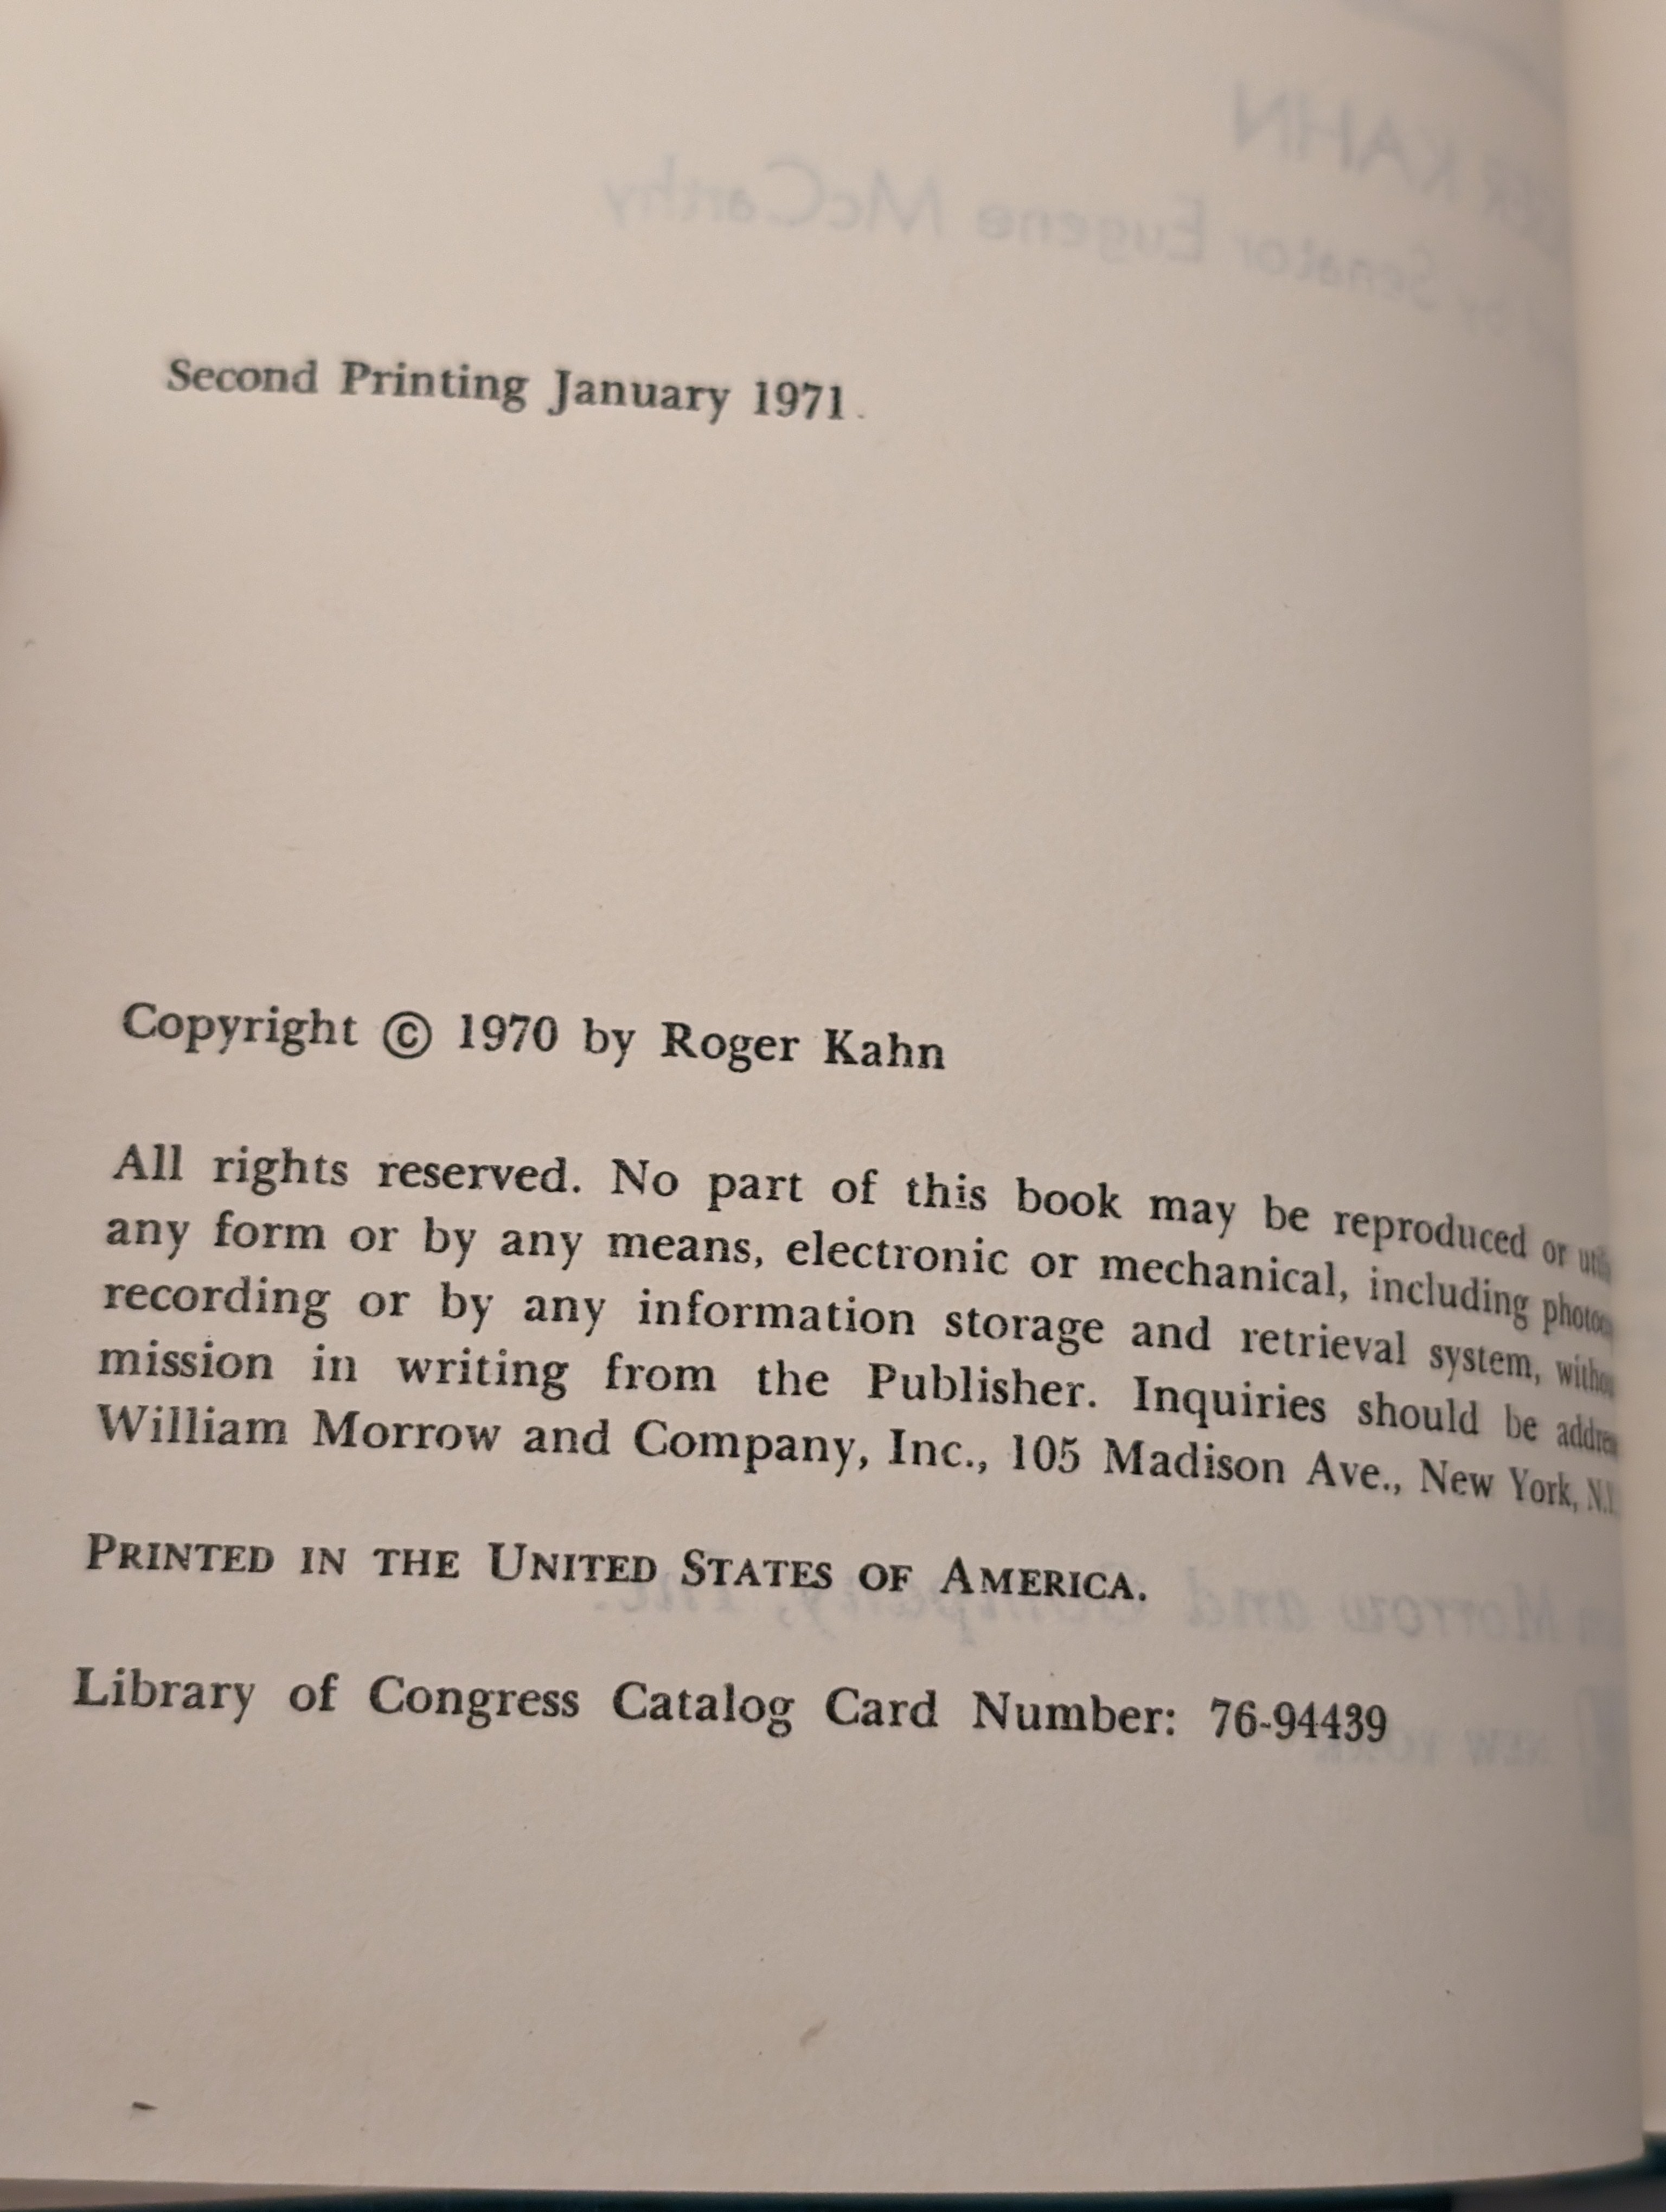 Second Printing January 1971
Copyright © 1970 by Roger Kahn
All rights reserved. No part of this book may be reproduced or
any form or by any means, electronic or mechanical, including
recording or by any information storage and retrieval system,
mission in writing from the Publisher. Inquiries should be
William Morrow and Company, Inc., 105 Madison Ave., New York, N.Y.
PRINTED IN THE UNITED STATES OF AMERICA.
Library of Congress Catalog Card Number: 76-94439